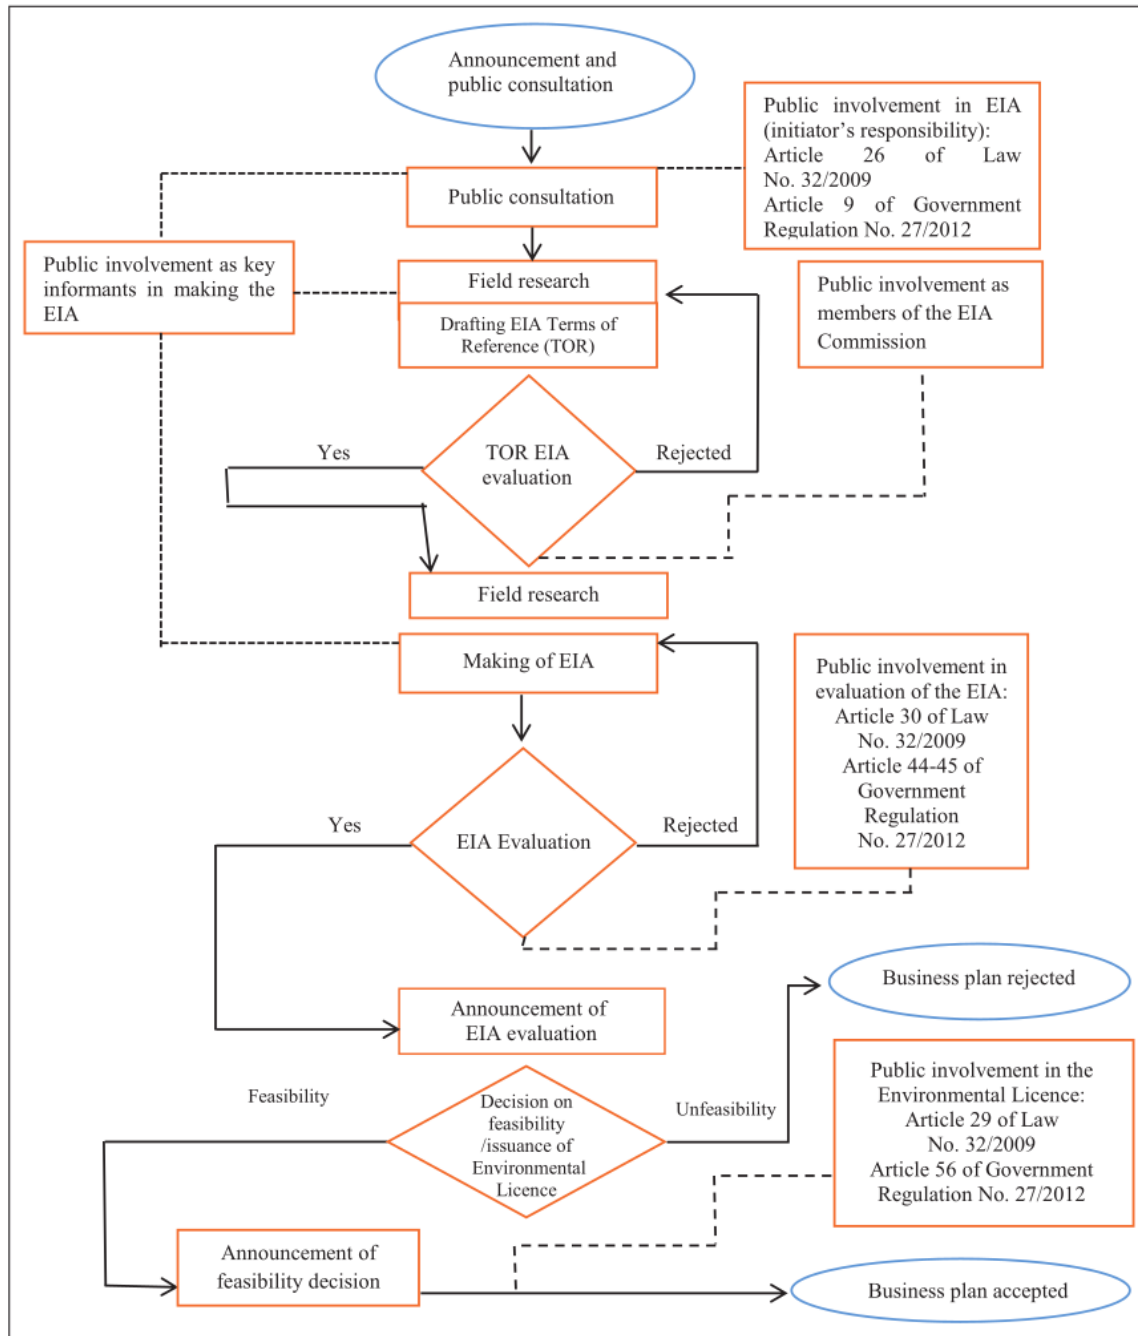 Announcement and
public consultation
Public involvement in EIA
(initiator's responsibility):
Article 26 of Law
No. 32/2009
Article 9 of Government
Regulation No. 27/2012
Public consultation
Public involvement as key
informants in making the
EIA
Field research
Drafting EIA Terms of
Reference (TOR)
Public involvement as
members of the EIA
Commission
Yes
TOR EIA
evaluation
Rejected
Field research
Making of EIA
Public involvement in
evaluation of the EIA:
Article 30 of Law
No. 32/2009
Article 44-45 of
Government
Regulation
No. 27/2012
Yes
EIA Evaluation
Rejected
Business plan rejected
Announcement of
EIA evaluation
Feasibility
Decision on
feasibility
/issuance of
Environmental
Licence
Unfeasibility
Public involvement in the
Environmental Licence:
Article 29 of Law
No. 32/2009
Article 56 of Government
Regulation No. 27/2012
Announcement of
feasibility decision
Business plan accepted